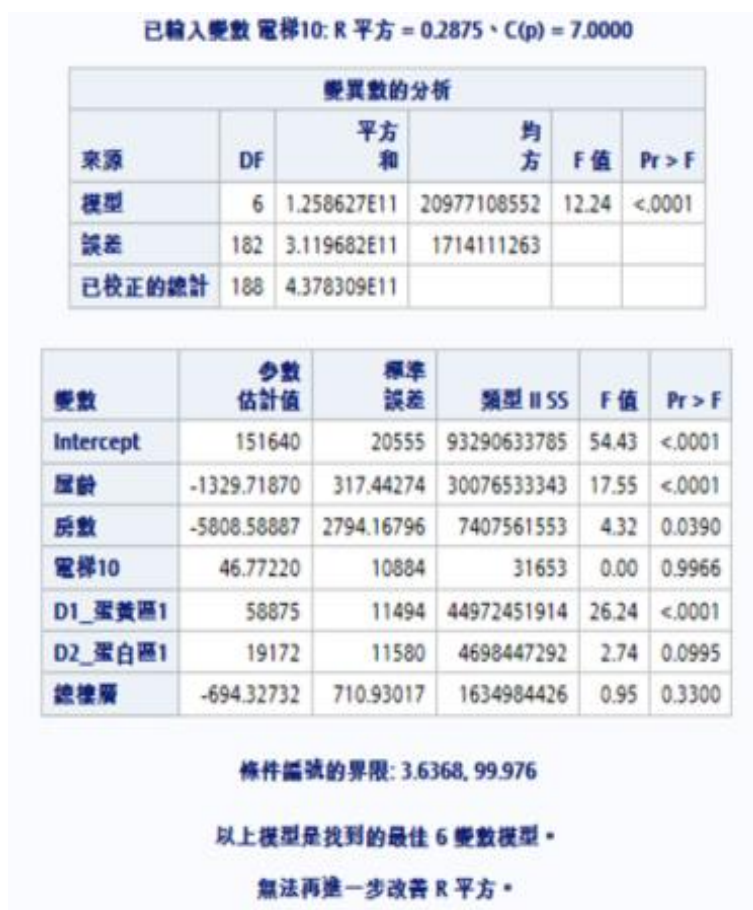 已輸入變數 電梯10: R 平方 = 0.2875、C(p) = 7.0000
變異數的分析
來源 DF 平方和 均方 F 值 Pr > F
模型 6 1.258627E11 20977108552 12.24 <.0001
誤差 182 3.119682E11 1714111263
已校正的總計 188 4.378309E11
變數 參數估計值 標準誤差 類型 II SS F 值 Pr > F
Intercept 151640 20555 93290633785 54.43 <.0001
屋齡 -1329.71870 317.44274 30076533343 17.55 <.0001
房數 -5808.58887 2794.16796 7407561553 4.32 0.0390
電梯10 46.77220 10884 31653 0.00 0.9966
D1_蛋黃區1 58875 11494 44972451914 26.24 <.0001
D2_蛋白區1 19172 11580 4698447292 2.74 0.0995
總樓層 -694.32732 710.93017 1634984426 0.95 0.3300
條件編號的界限: 3.6368, 99.976
以上模型是找到的最佳 6 變數模型。
無法再進一步改善 R 平方。